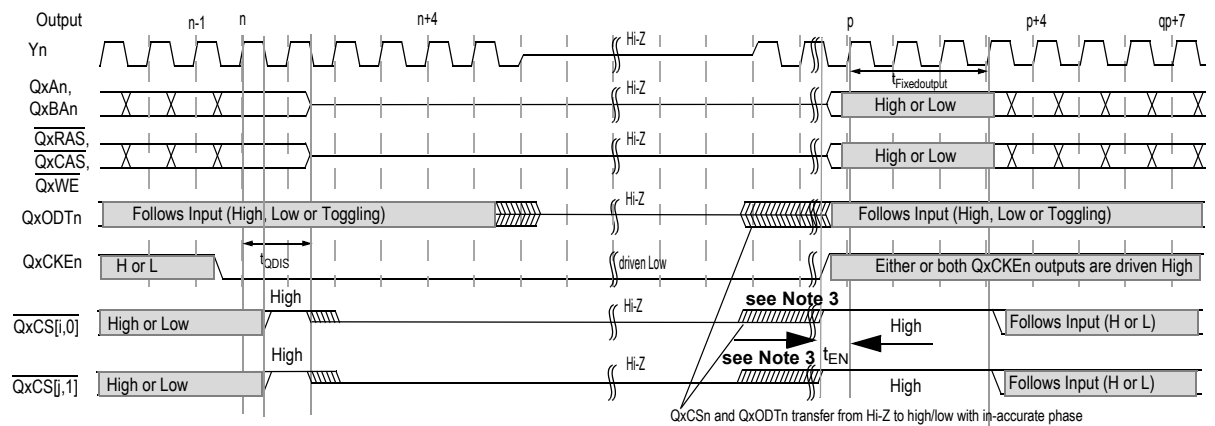 Output
n-1 n n+4 p p+4 qp+7
Yn Hi-Z
tFixedoutput
QxAn,
QxBAn Hi-Z High or Low
QxRAS,
QxCAS,
QxWE Hi-Z High or Low
QxODTn Follows Input (High, Low or Toggling) Hi-Z Follows Input (High, Low or Toggling)
tQDIS
QxCKEn H or L driven Low Either or both QxCKEn outputs are driven High
QxCS[i,0] High or Low High Hi-Z see Note 3 High Follows Input (H or L)
tEN
QxCS[j,1] High or Low High Hi-Z see Note 3 High Follows Input (H or L)
QxCSn and QxODTn transfer from Hi-Z to high/low with in-accurate phase